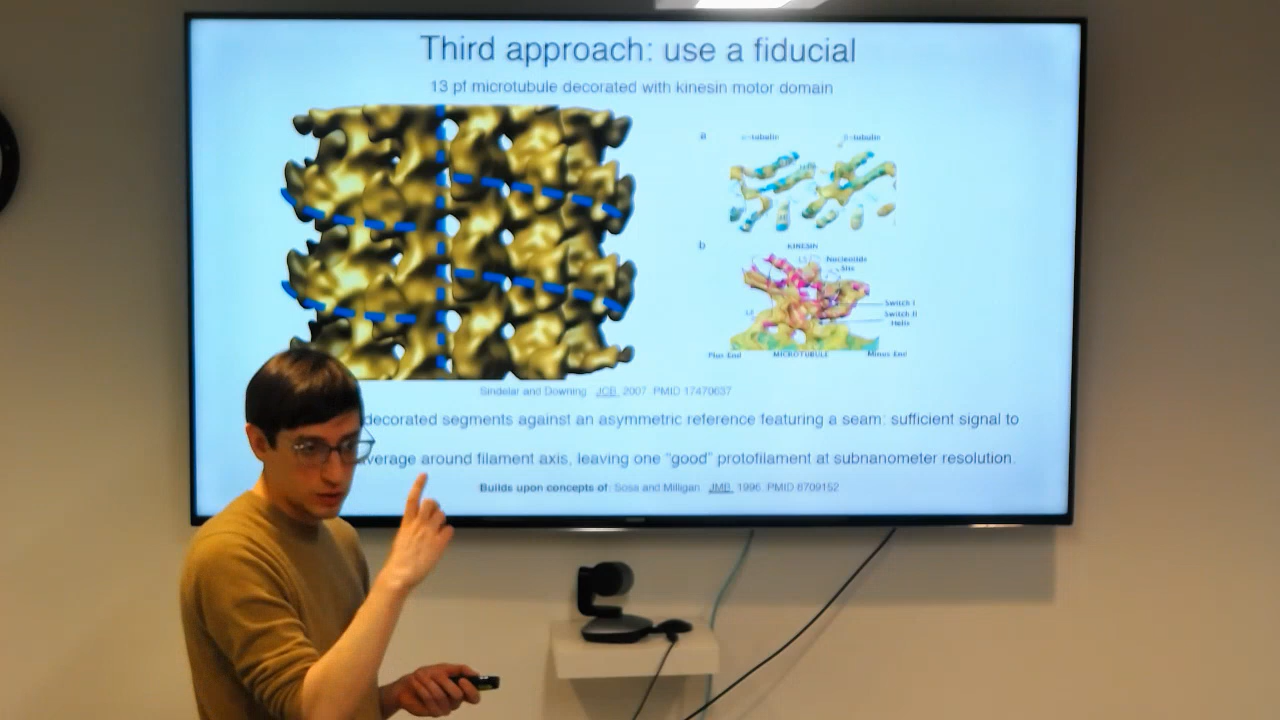 Third approach: use a fiducial
13 pf microtubule decorated with kinesin motor domain
a
β-tubulin
b
KINESIN
Nucleotide
Site
Switch I
Switch II
Helix
Plus End MICROTUBULE Minus End
Sindelar and Downing JCB, 2007 PMID 17470637
decorated segments against an asymmetric reference featuring a seam; sufficient signal to
average around filament axis, leaving one "good" protofilament at subnanometer resolution.
Builds upon concepts of: Sosa and Milligan JMB, 1996 PMID 8709152